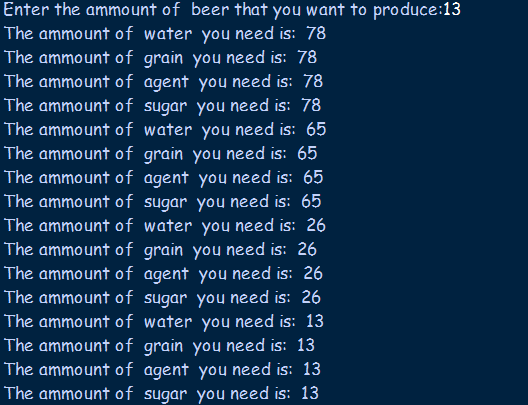 Enter the ammount of beer that you want to produce:13
The ammount of water you need is: 78
The ammount of grain you need is: 78
The ammount of agent you need is: 78
The ammount of sugar you need is: 78
The ammount of water you need is: 65
The ammount of grain you need is: 65
The ammount of agent you need is: 65
The ammount of sugar you need is: 65
The ammount of water you need is: 26
The ammount of grain you need is: 26
The ammount of agent you need is: 26
The ammount of sugar you need is: 26
The ammount of water you need is: 13
The ammount of grain you need is: 13
The ammount of agent you need is: 13
The ammount of sugar you need is: 13